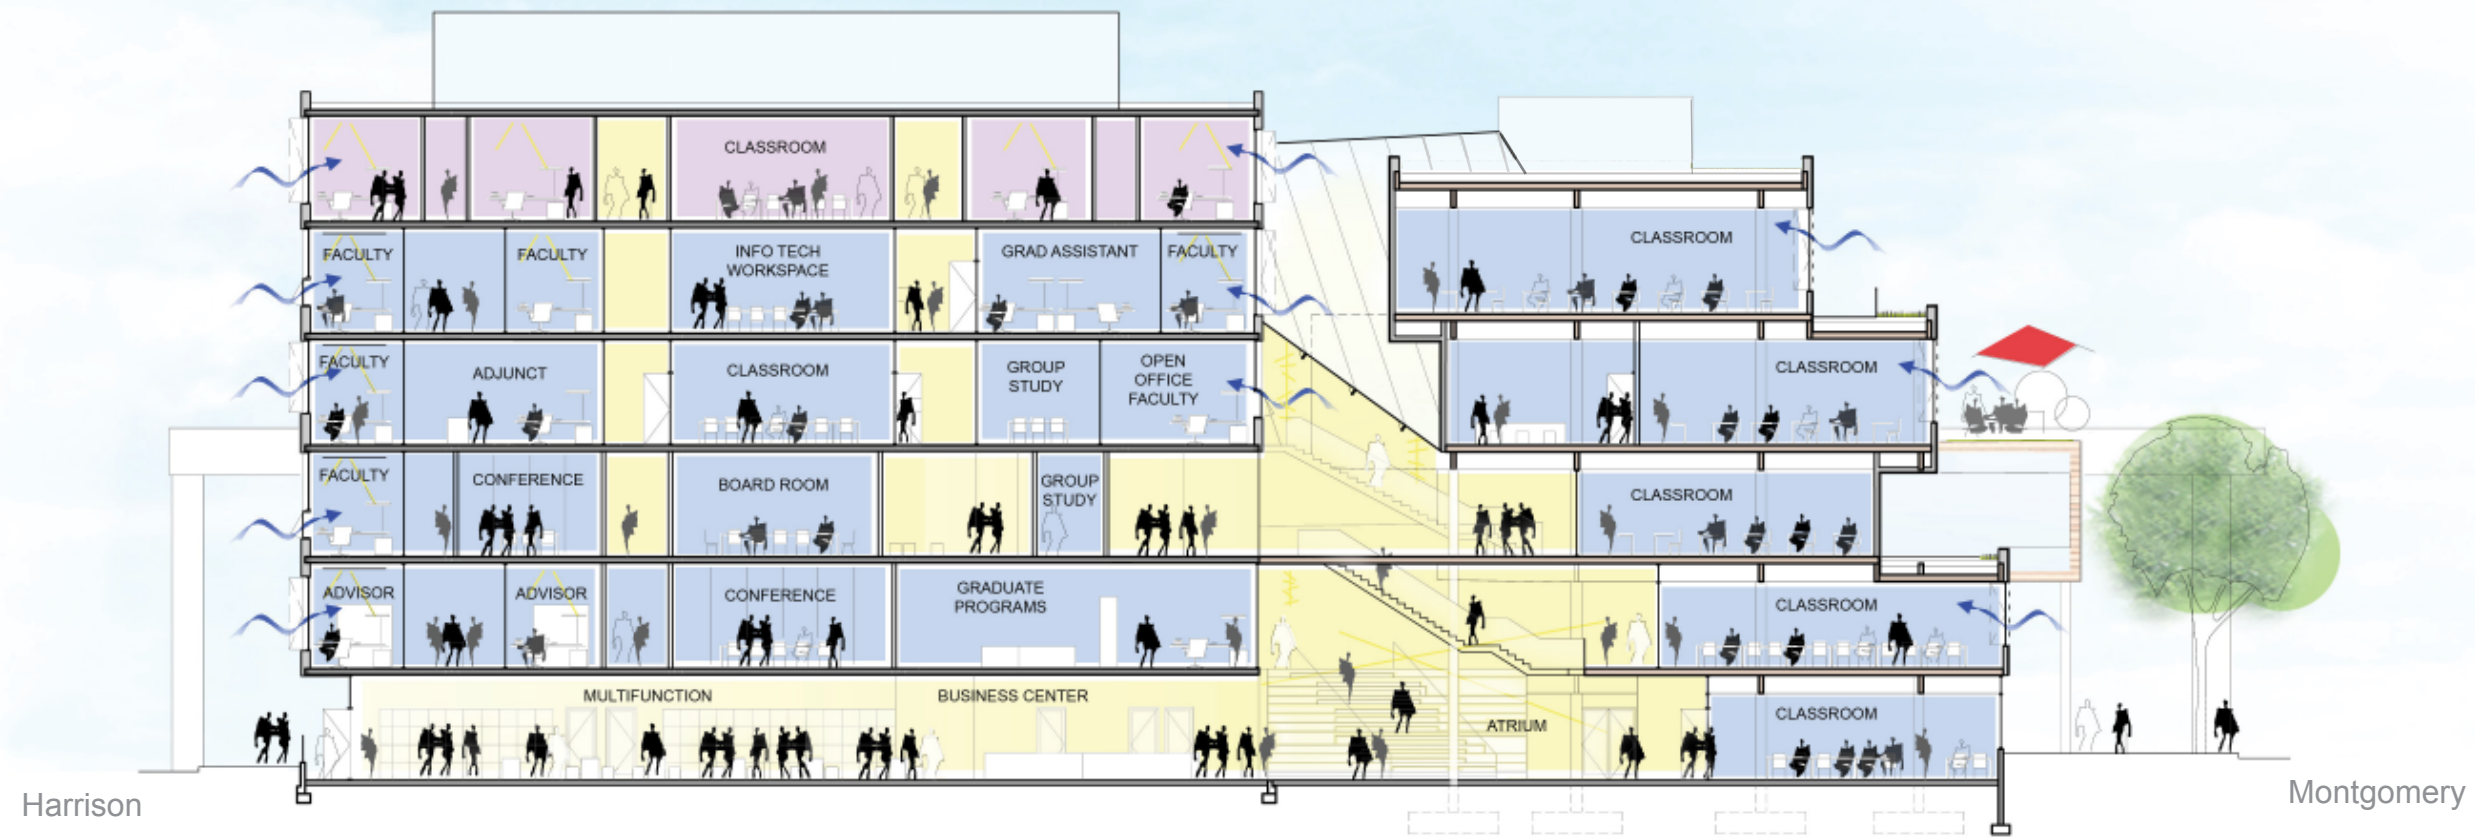 CLASSROOM
FACULTY
FACULTY
INFO TECH
WORKSPACE
GRAD ASSISTANT
FACULTY
CLASSROOM
FACULTY
ADJUNCT
CLASSROOM
GROUP
STUDY
OPEN
OFFICE
FACULTY
CLASSROOM
FACULTY
CONFERENCE
BOARD ROOM
GROUP
STUDY
CLASSROOM
ADVISOR
ADVISOR
CONFERENCE
GRADUATE
PROGRAMS
CLASSROOM
MULTIFUNCTION
BUSINESS CENTER
ATRIUM
CLASSROOM
Harrison
Montgomery